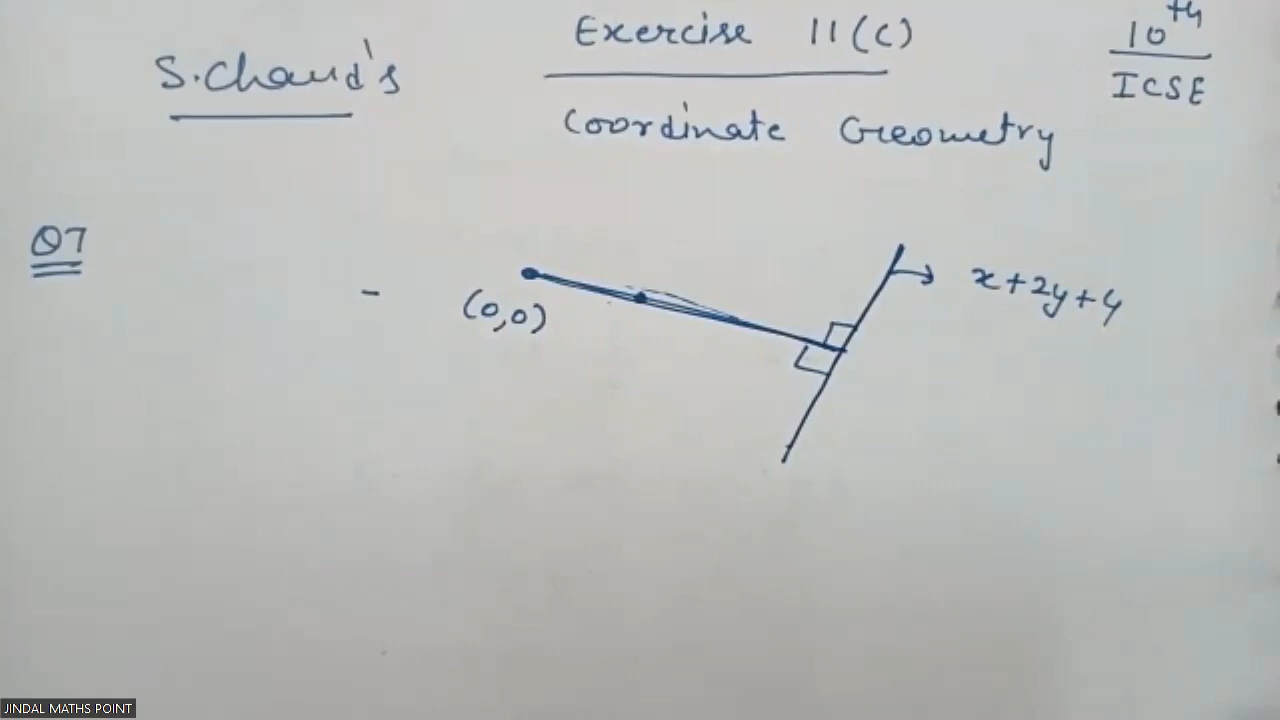 S.Chand's
Exercise 11(C)
10th
ICSE
Coordinate Geometry
Q7
(0,0)
x+2y+4
JINDAL MATHS POINT